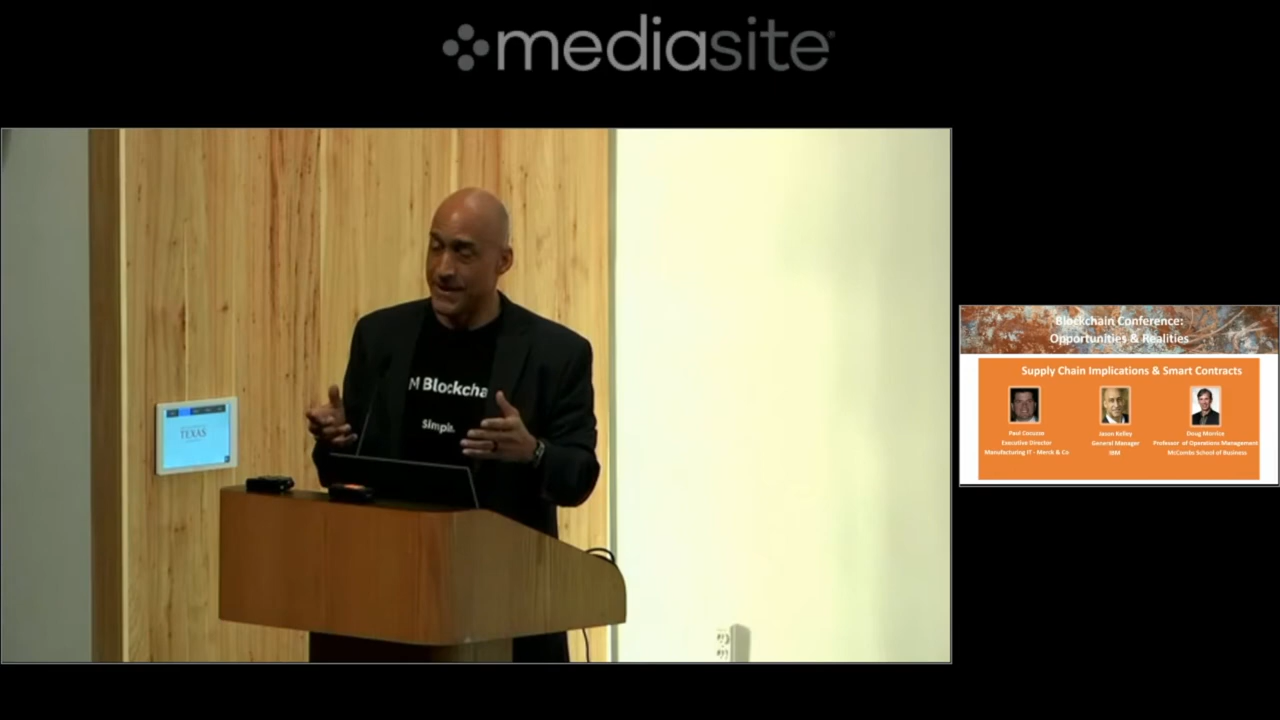 mediasite
M Blockcha
Simple.
TEXAS
Blockchain Conference:
Opportunities & Realities
Supply Chain Implications & Smart Contracts
Paul
Jason Kelley
Doug Morrice
Executive Director
General Manager
Professor of Operations Management
Manufacturing IT - Merck & Co
IBM
McCombs School of Business